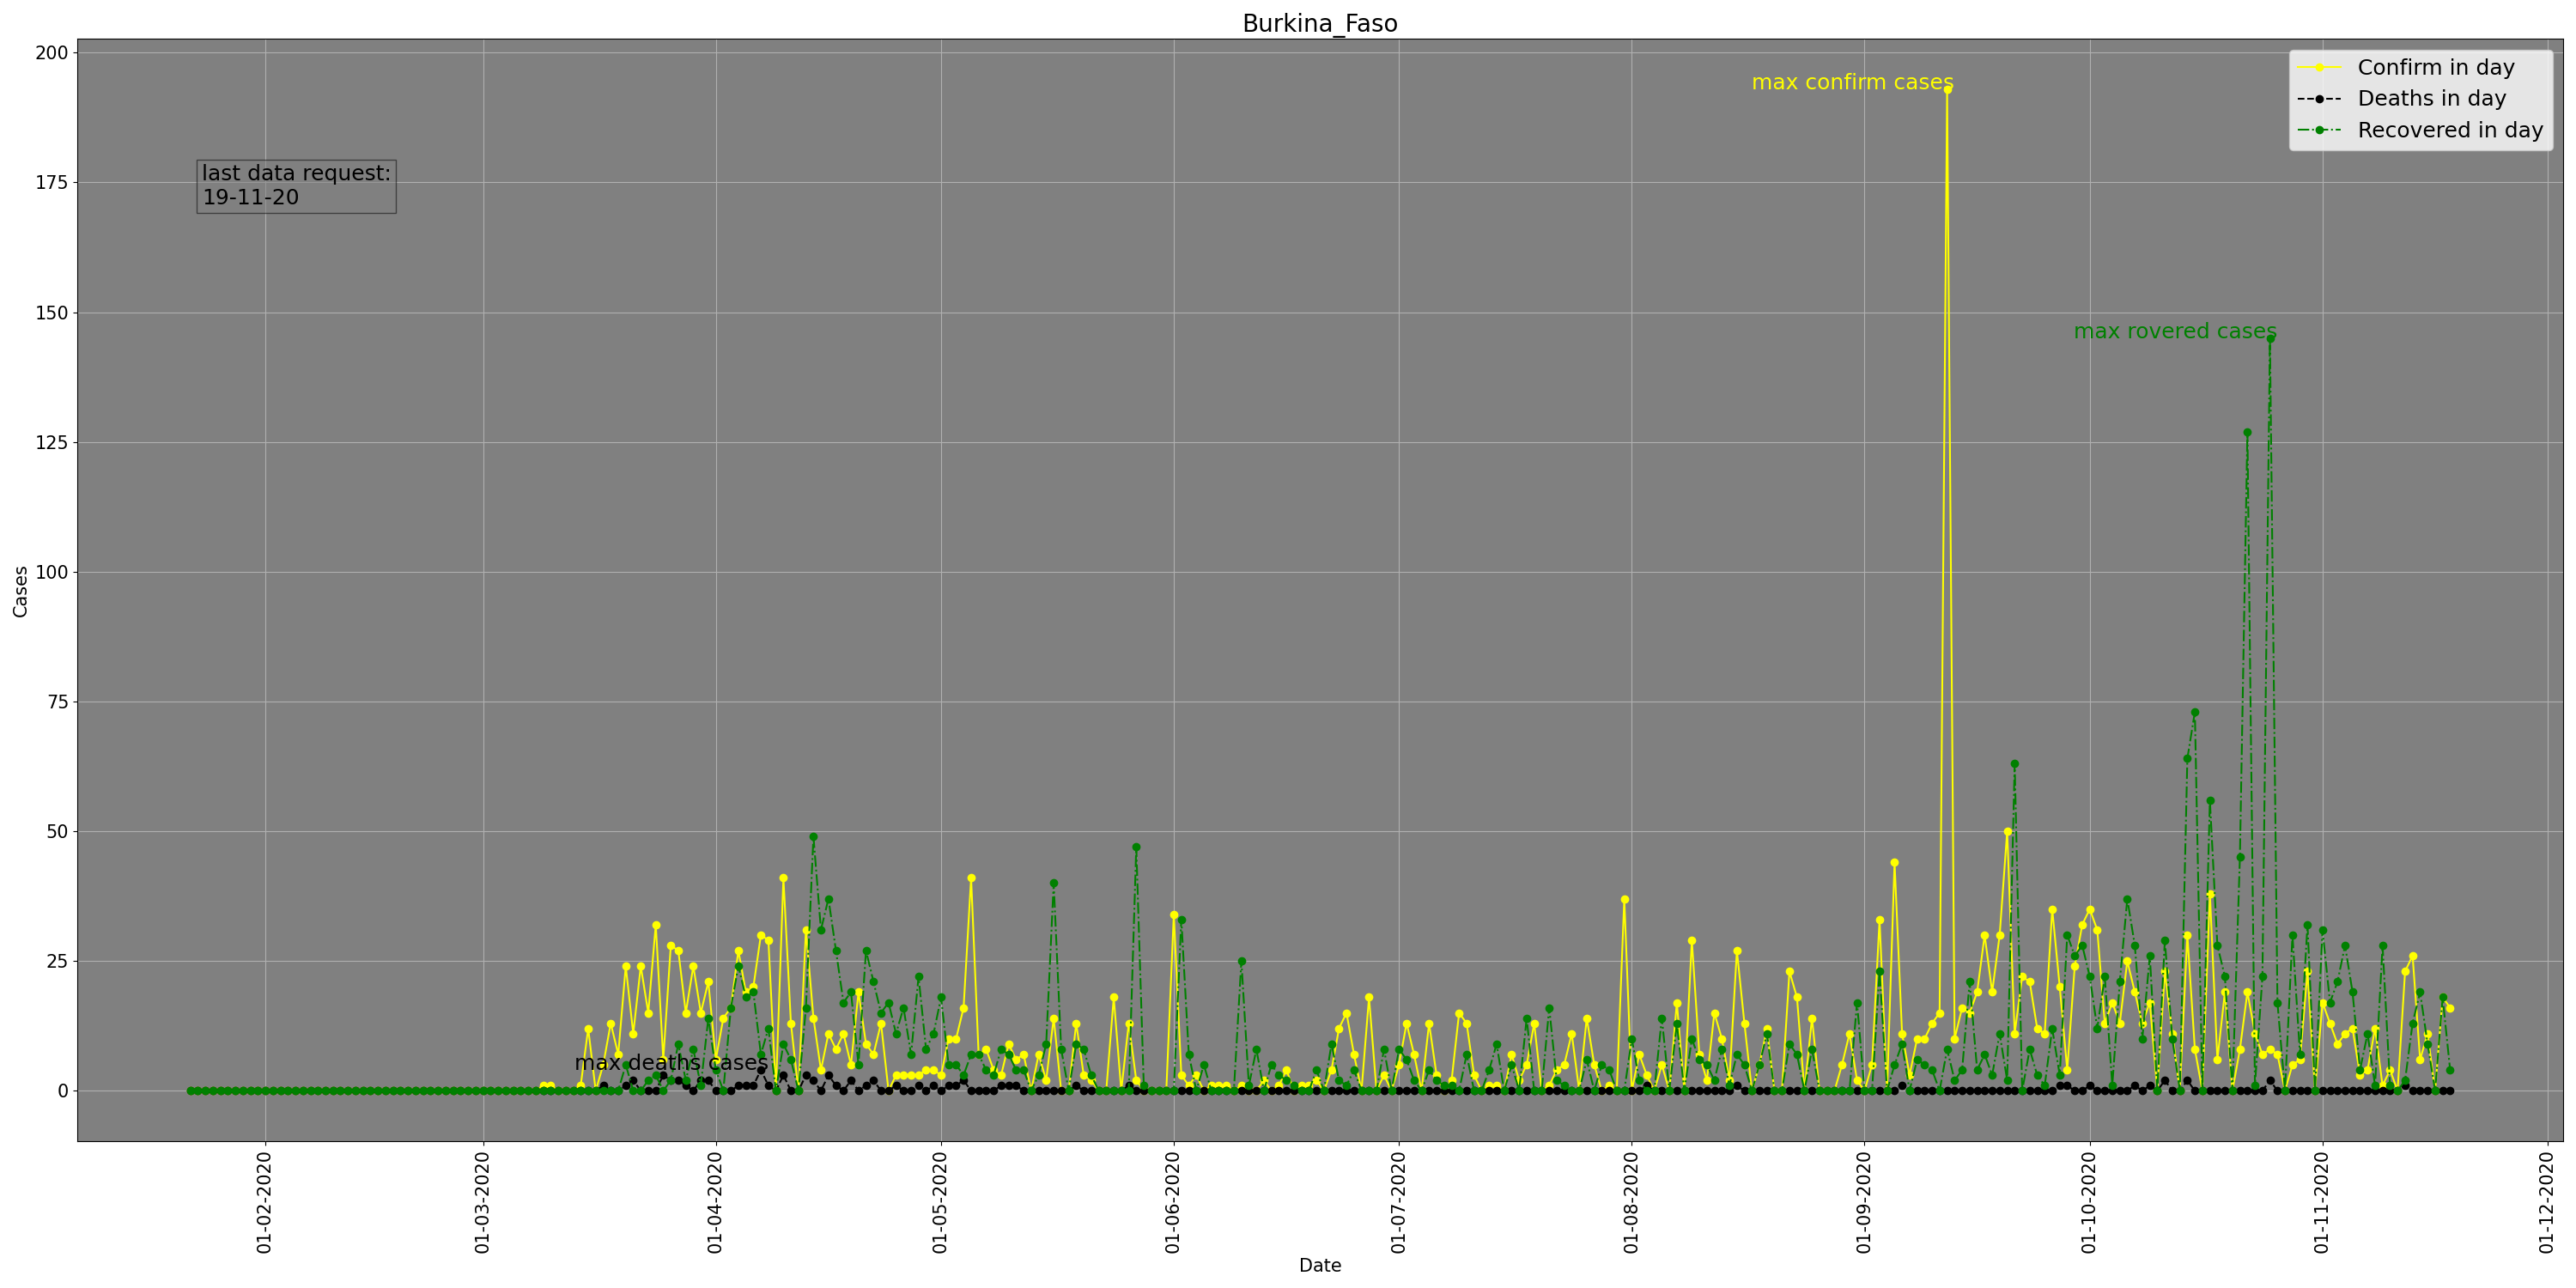 Burkina_Faso
200
175
150
125
100
75
50
25
0
Cases
last data request:
19-11-20
max confirm cases
max rovered cases
max deaths cases
Confirm in day
Deaths in day
Recovered in day
01-02-2020
01-03-2020
01-04-2020
01-05-2020
01-06-2020
01-07-2020
01-08-2020
01-09-2020
01-10-2020
01-11-2020
01-12-2020
Date